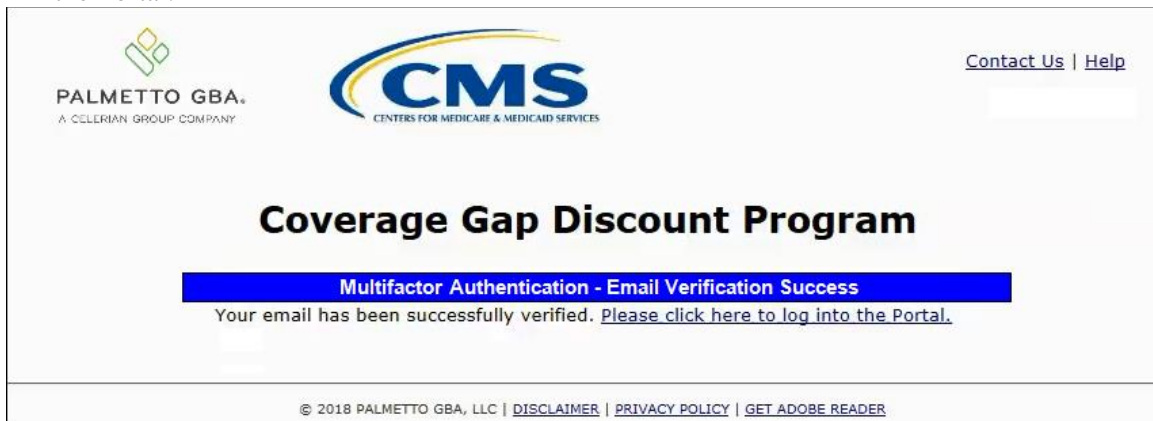 PALMETTO GBA.
A CELERIAN GROUP COMPANY
CMS
CENTERS FOR MEDICARE & MEDICAID SERVICES
Contact Us | Help
Coverage Gap Discount Program
Multifactor Authentication - Email Verification Success
Your email has been successfully verified. Please click here to log into the Portal.
© 2018 PALMETTO GBA, LLC | DISCLAIMER | PRIVACY POLICY | GET ADOBE READER